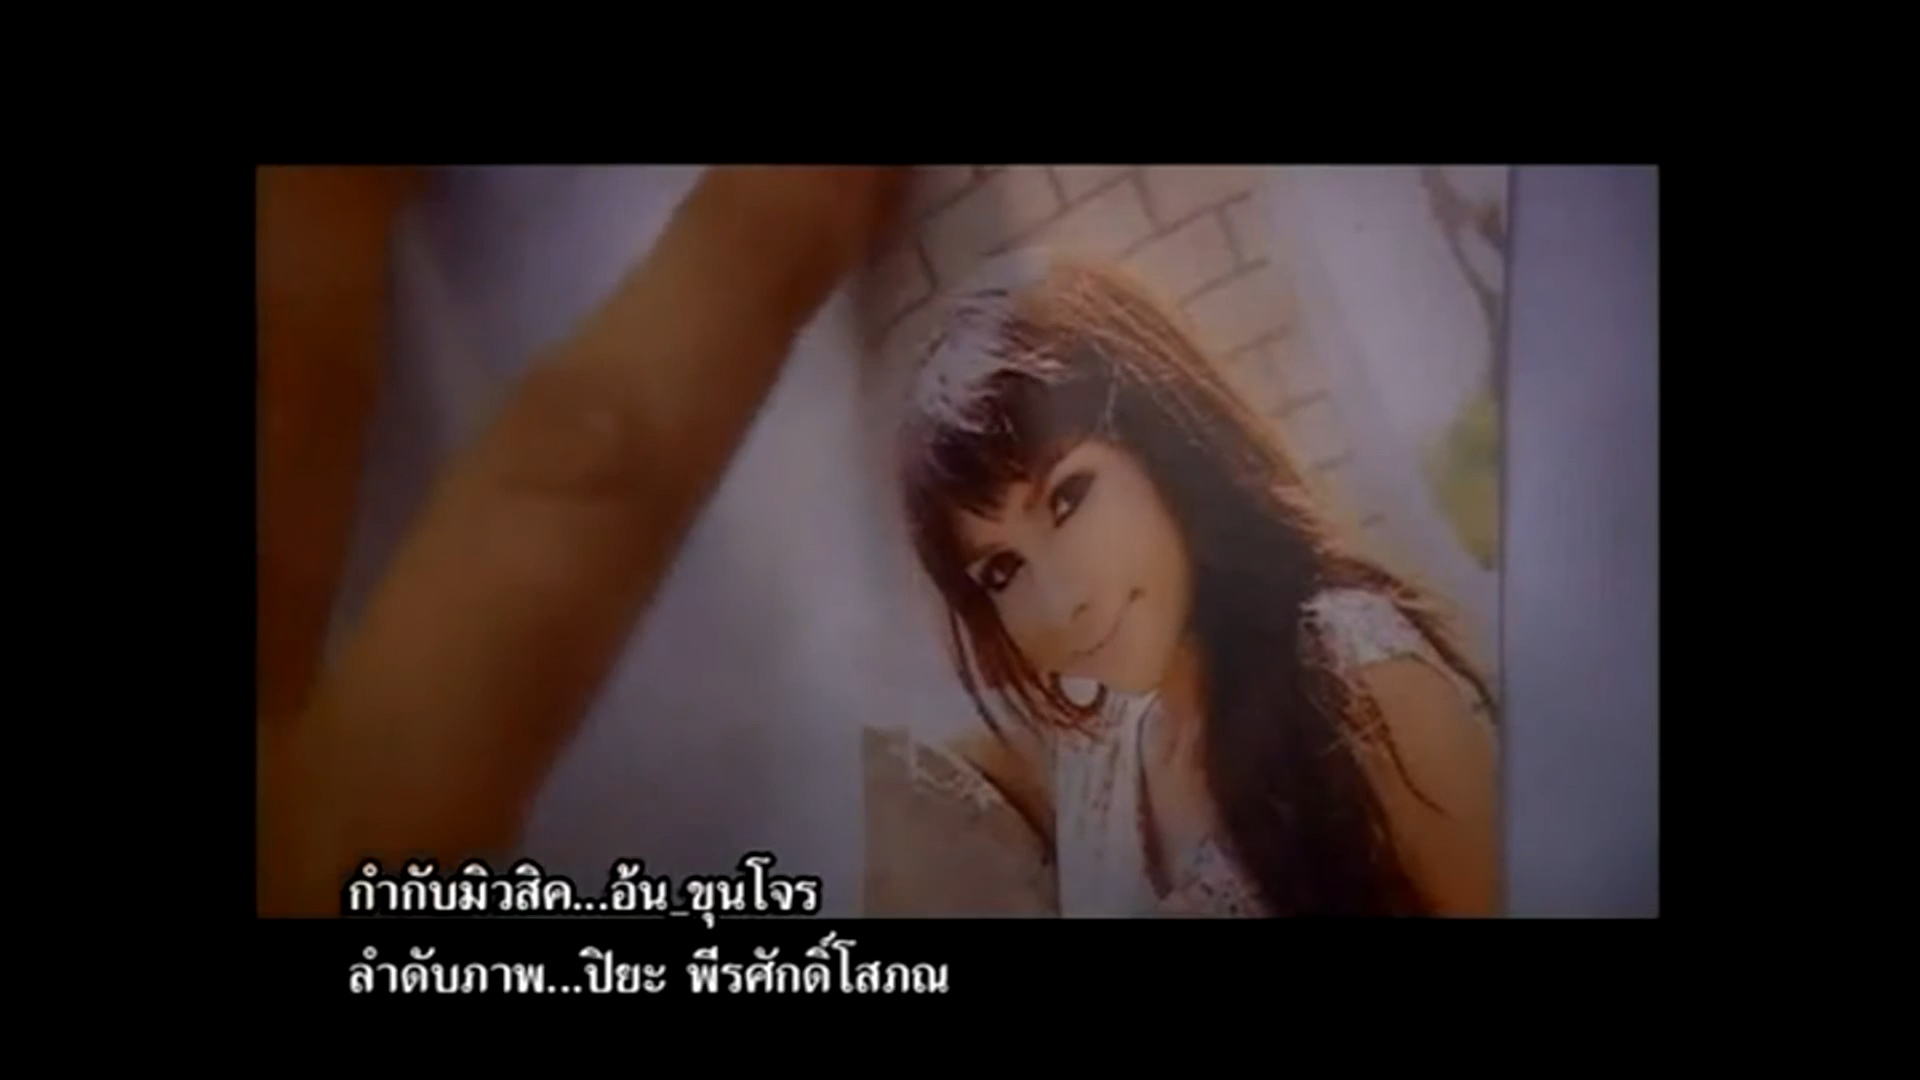 กำกับมิวสิค...อ้น_ขุนโจร
ลำดับภาพ...ปิยะ พีรศักดิ์โสภณ